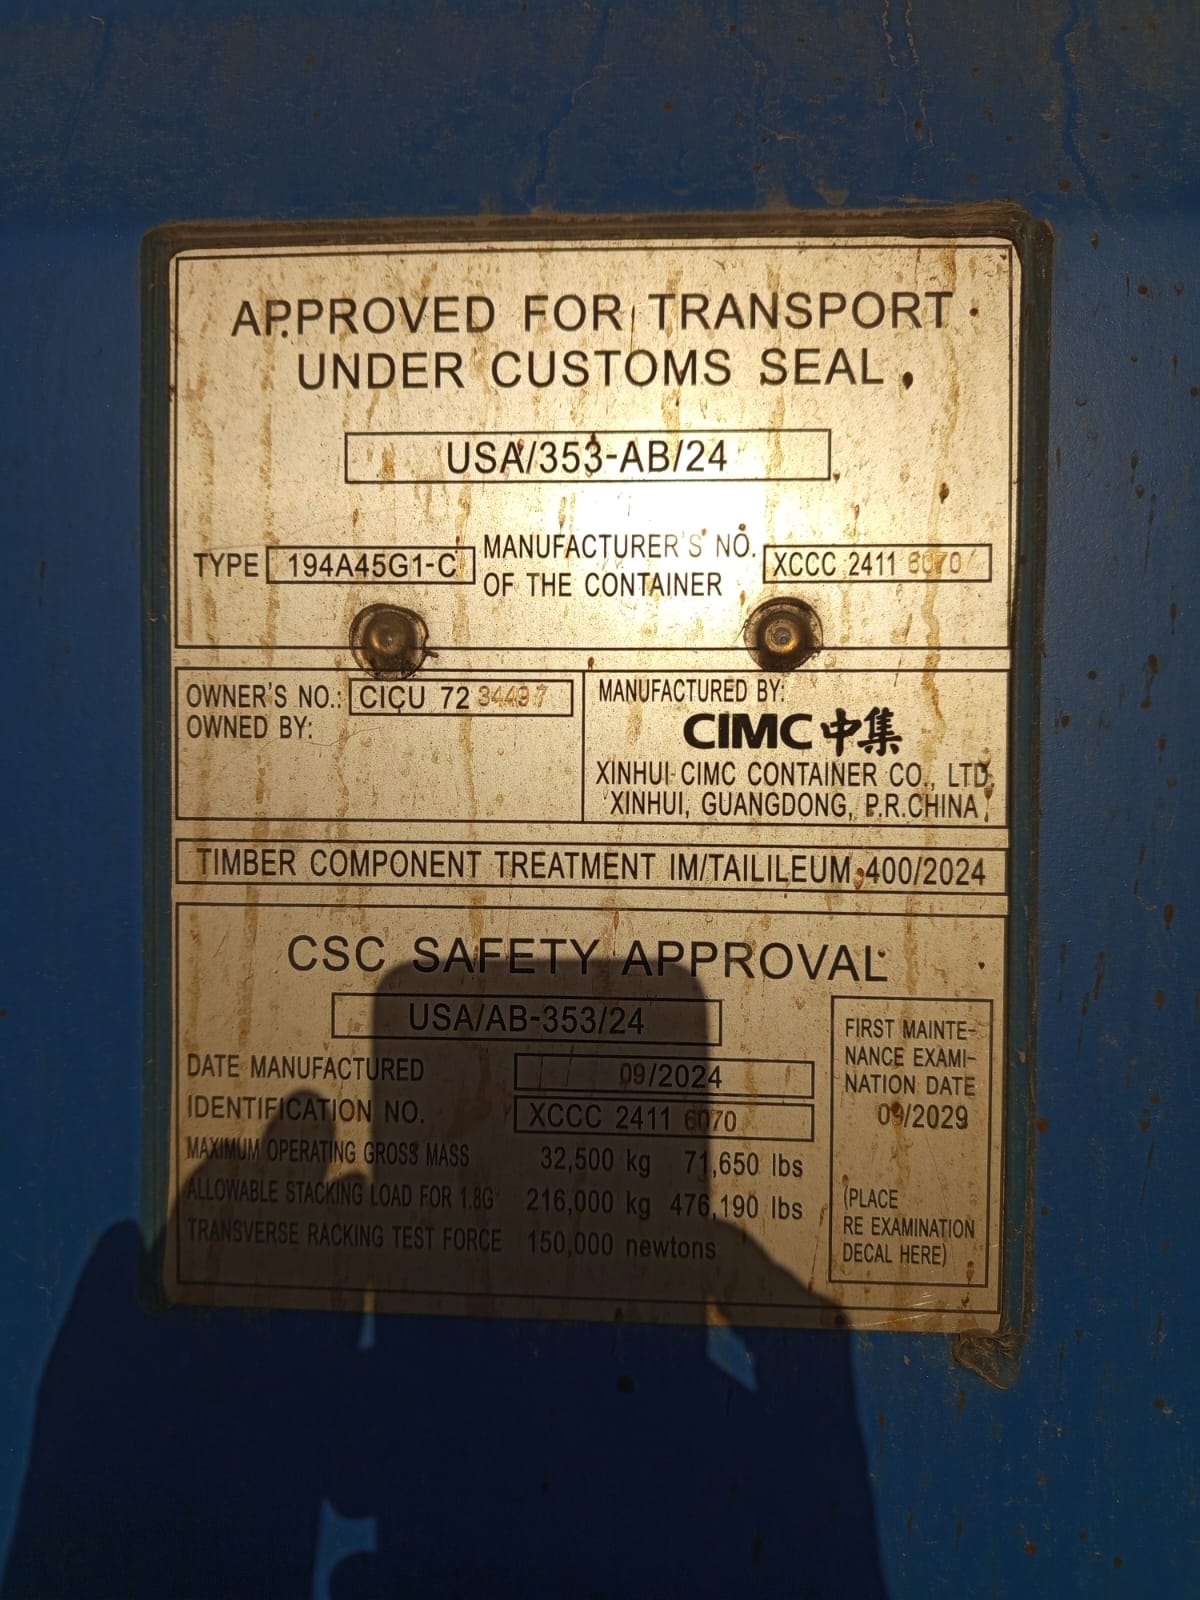 APPROVED FOR TRANSPORT
UNDER CUSTOMS SEAL
USA/353-AB/24
TYPE 194A45G1-C MANUFACTURER'S NO. OF THE CONTAINER XCCC 2411 6070
OWNER'S NO.: CICU 72
OWNED BY:
MANUFACTURED BY:
CIMC 中集
XINHUI CIMC CONTAINER CO., LTD.
XINHUI, GUANGDONG, P.R.CHINA
TIMBER COMPONENT TREATMENT IM/TAILILEUM 400/2024
CSC SAFETY APPROVAL
USA/AB-353/24
DATE MANUFACTURED 09/2024
IDENTIFICATION NO. XCCC 2411 6070
MAXIMUM OPERATING GROSS MASS 32,500 kg 71,650 lbs
ALLOWABLE STACKING LOAD FOR 1.8G 216,000 kg 476,190 lbs
TRANSVERSE RACKING TEST FORCE 150,000 newtons
FIRST MAINTE-
NANCE EXAMI-
NATION DATE
09/2029
(PLACE
RE EXAMINATION
DECAL HERE)